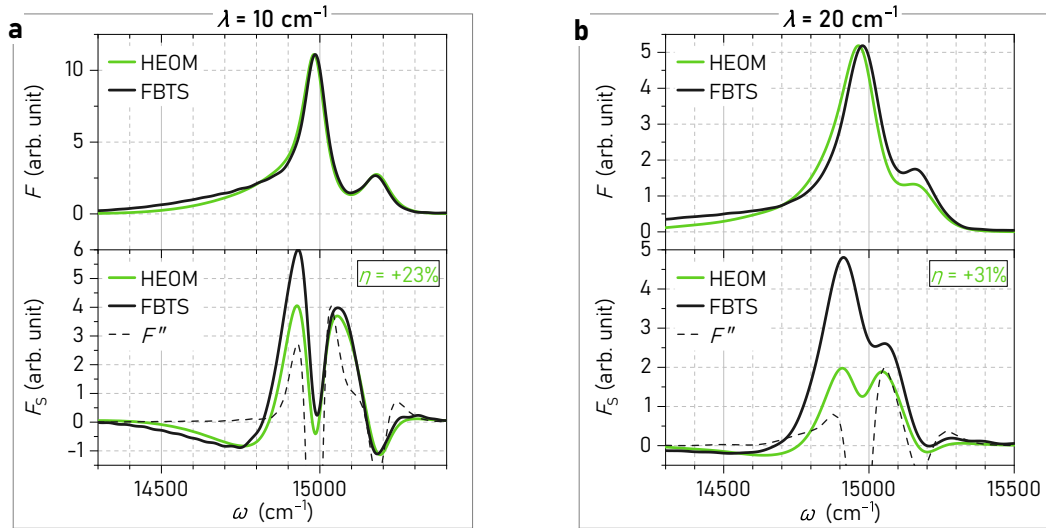 a
λ = 10 cm⁻¹
F (arb. unit)
10
5
0
HEOM
FBTS
F_S (arb. unit)
6
5
4
3
2
1
0
-1
HEOM
FBTS
F″
η = +23%
14500
15000
ω (cm⁻¹)
b
λ = 20 cm⁻¹
F (arb. unit)
5
4
3
2
1
0
HEOM
FBTS
F_S (arb. unit)
5
4
3
2
1
0
HEOM
FBTS
F″
η = +31%
14500
15000
15500
ω (cm⁻¹)